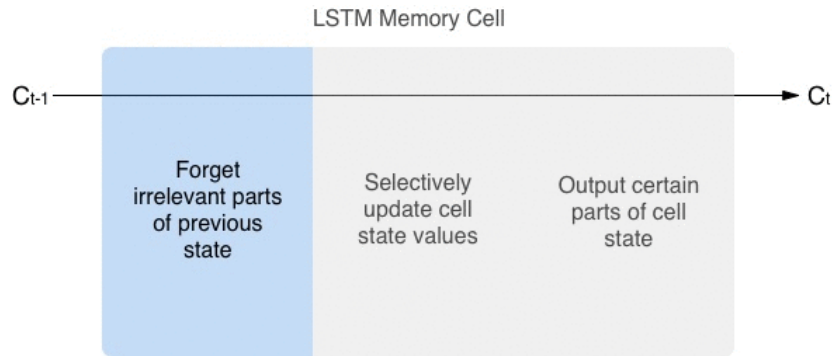 LSTM Memory Cell
Ct-1
Ct
Forget
irrelevant parts
of previous
state
Selectively
update cell
state values
Output certain
parts of cell
state